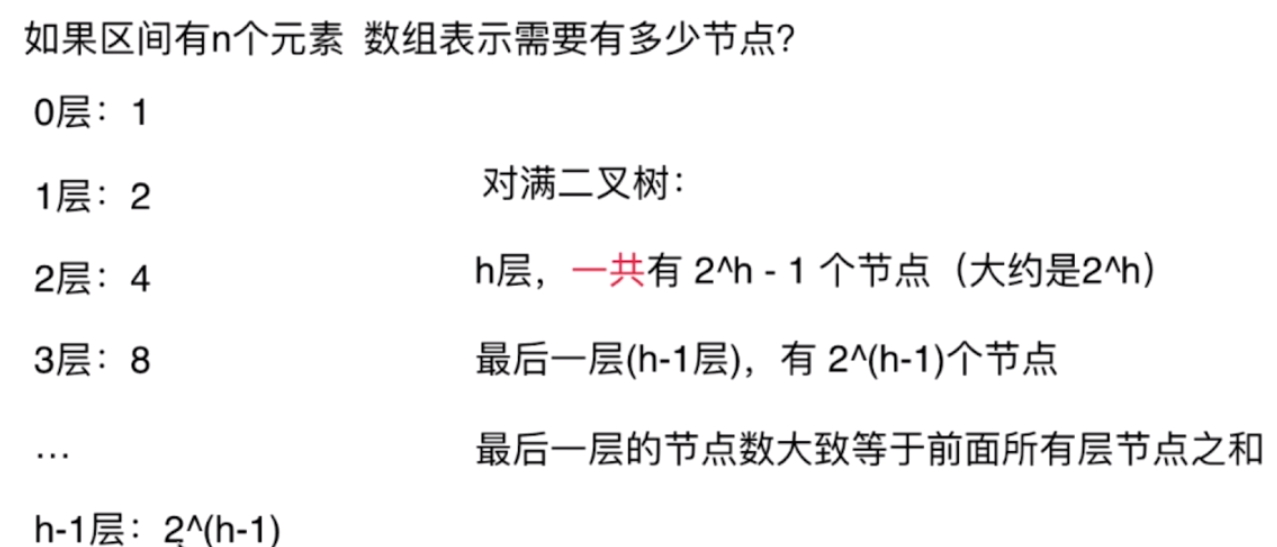 如果区间有n个元素 数组表示需要有多少节点？
0层：1
1层：2
2层：4
3层：8
...
h-1层：2^(h-1)
对满二叉树：
h层，一共有 2^h - 1 个节点（大约是2^h）
最后一层(h-1层)，有 2^(h-1)个节点
最后一层的节点数大致等于前面所有层节点之和